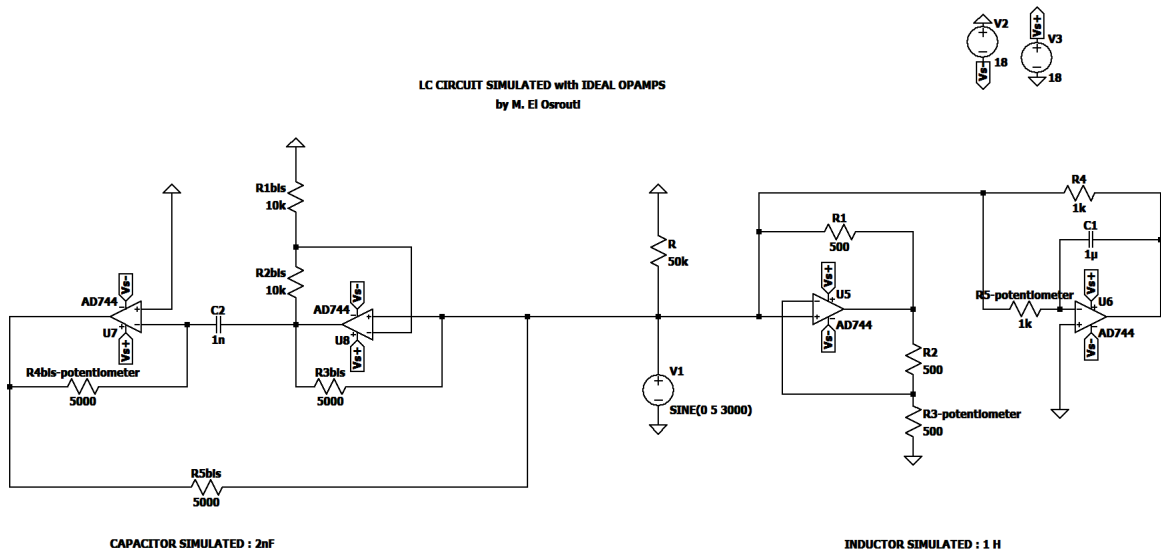 V2
Vs+
V3
18
Vs-
18
LC CIRCUIT SIMULATED with IDEAL OPAMPS
by M. El Osrouti
R1bis
10k
R2bis
10k
Vs-
AD744
U7
Vs+
C2
1n
Vs-
AD744
U8
Vs+
R4bis-potentiometer
5000
R3bis
5000
R5bis
5000
R
50k
V1
SINE(0 5 3000)
R4
1k
R1
500
C1
1µ
Vs+
U5
AD744
Vs-
R5-potentiometer
1k
Vs+
U6
AD744
Vs-
R2
500
R3-potentiometer
500
CAPACITOR SIMULATED : 2nF
INDUCTOR SIMULATED : 1 H